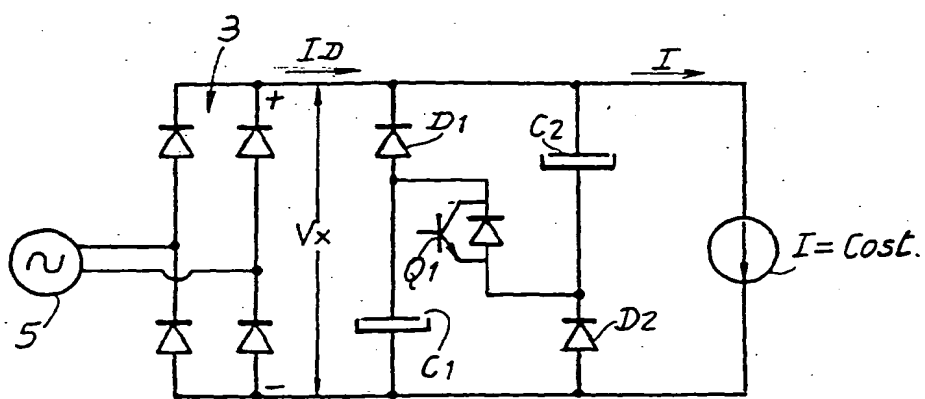 3
ID
I
+
D1
C2
Vx
Q1
I = Cost.
5
D2
C1
-